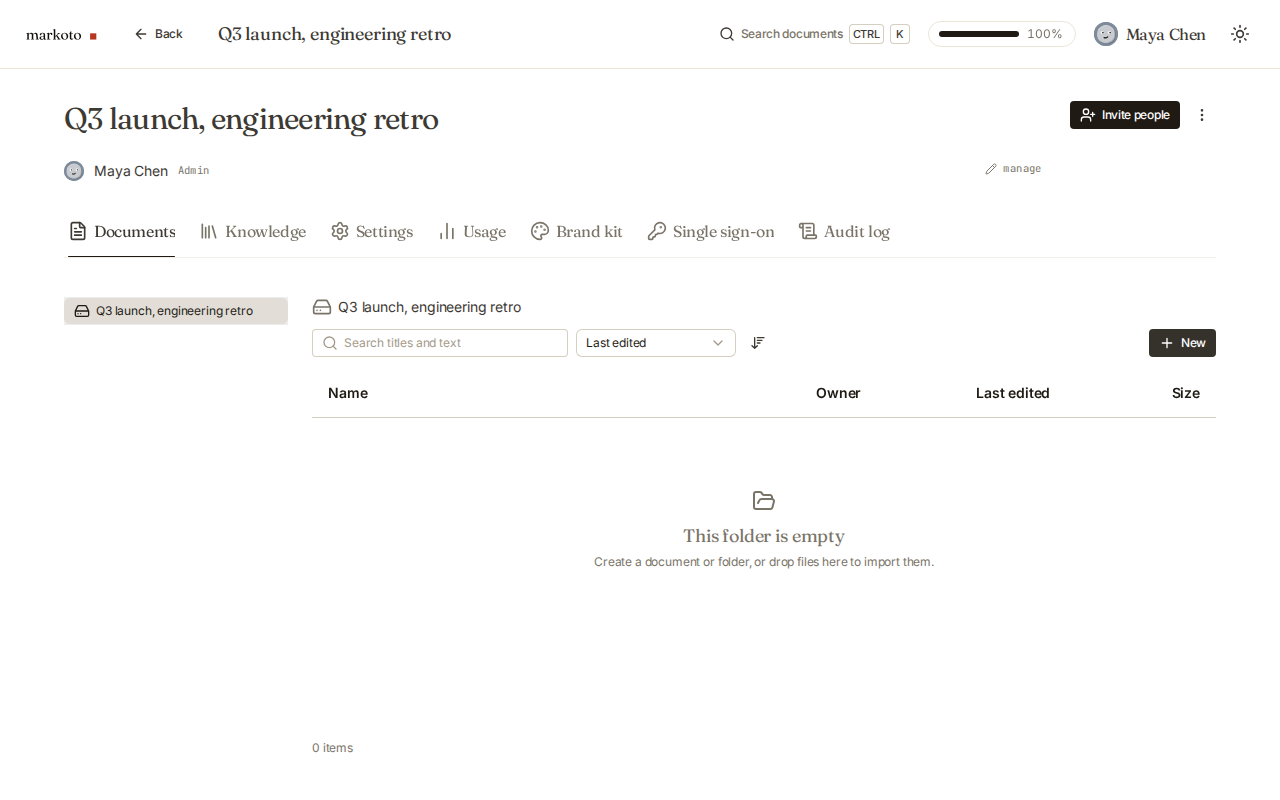 markoto
Back
Q3 launch, engineering retro
Search documents CTRL K
100%
Maya Chen
Q3 launch, engineering retro
Invite people
Maya Chen Admin
manage
Documents Knowledge Settings Usage Brand kit Single sign-on Audit log
Q3 launch, engineering retro
Q3 launch, engineering retro
Search titles and text
Last edited
New
Name Owner Last edited Size
This folder is empty
Create a document or folder, or drop files here to import them.
0 items